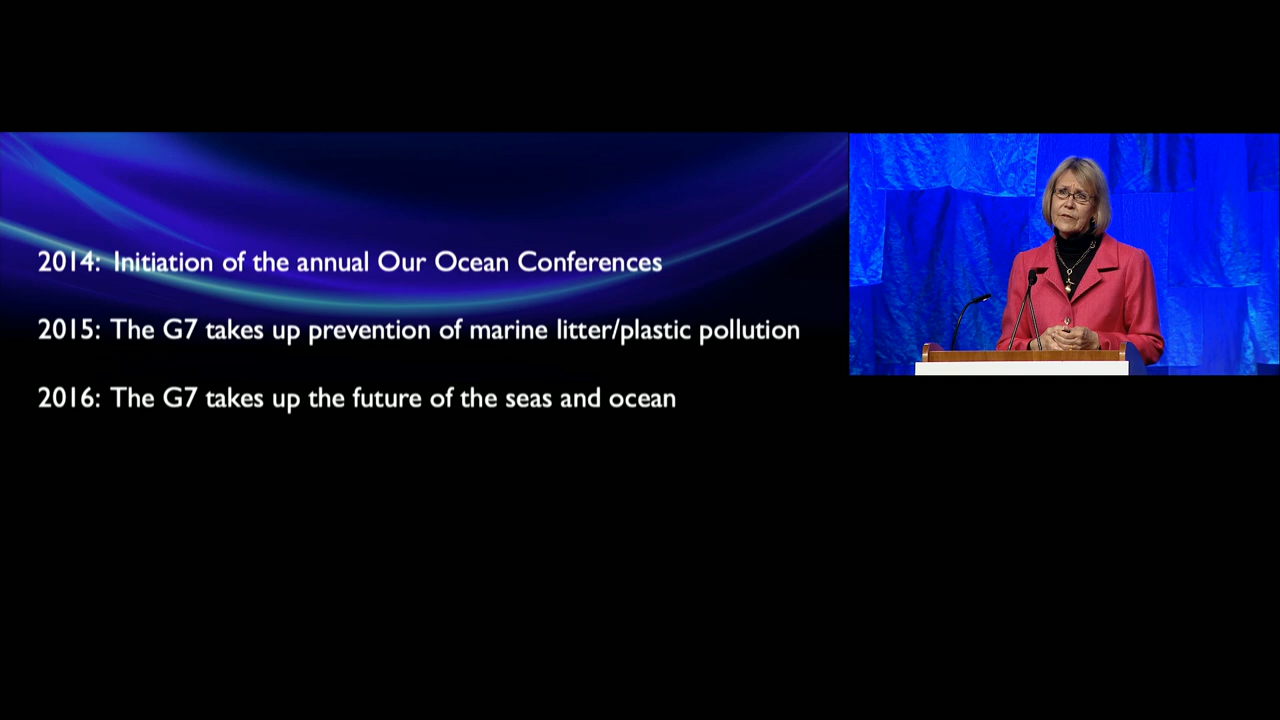 2014: Initiation of the annual Our Ocean Conferences
2015: The G7 takes up prevention of marine litter/plastic pollution
2016: The G7 takes up the future of the seas and ocean